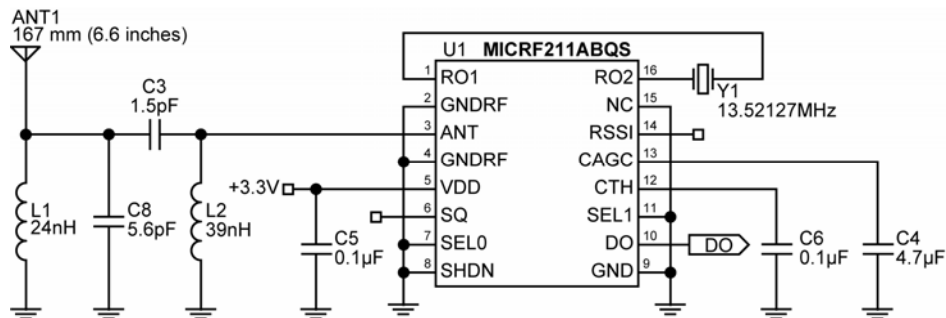 ANT1
167 mm (6.6 inches)
U1 MICRF211ABQS
1 RO1 RO2 16
Y1
13.52127MHz
2 GNDRF NC 15
C3
1.5pF
3 ANT RSSI 14
4 GNDRF CAGC 13
+3.3V
5 VDD CTH 12
6 SQ SEL1 11
7 SEL0 DO 10
DO
8 SHDN GND 9
L1
24nH
C8
5.6pF
L2
39nH
C5
0.1µF
C6
0.1µF
C4
4.7µF